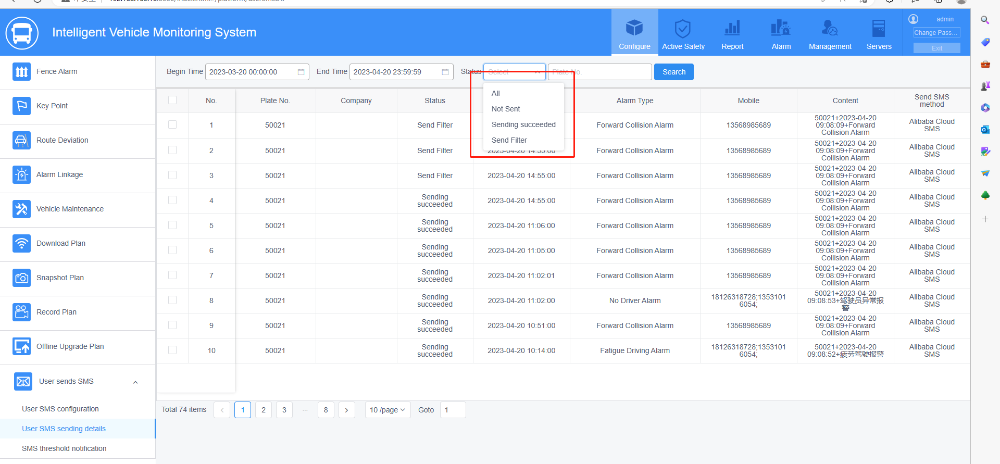 Intelligent Vehicle Monitoring System
Configure
Active Safety
Report
Alarm
Management
Servers
admin
Change Pass...
Exit
Fence Alarm
Key Point
Route Deviation
Alarm Linkage
Vehicle Maintenance
Download Plan
Snapshot Plan
Record Plan
Offline Upgrade Plan
User sends SMS
User SMS configuration
User SMS sending details
SMS threshold notification
Begin Time 2023-03-20 00:00:00 End Time 2023-04-20 23:59:59 Status Select Plate No. Search
All
Not Sent
Sending succeeded
Send Filter
No. Plate No. Company Status Alarm Type Mobile Content Send SMS method
1 50021 Send Filter Forward Collision Alarm 13568985689 50021+2023-04-20 09:08:09+Forward Collision Alarm Alibaba Cloud SMS
2 50021 Send Filter 2023-04-20 14:55:00 Forward Collision Alarm 13568985689 50021+2023-04-20 09:08:09+Forward Collision Alarm Alibaba Cloud SMS
3 50021 Send Filter 2023-04-20 14:55:00 Forward Collision Alarm 13568985689 50021+2023-04-20 09:08:09+Forward Collision Alarm Alibaba Cloud SMS
4 50021 Sending succeeded 2023-04-20 14:55:00 Forward Collision Alarm 13568985689 50021+2023-04-20 09:08:09+Forward Collision Alarm Alibaba Cloud SMS
5 50021 Sending succeeded 2023-04-20 11:06:00 Forward Collision Alarm 13568985689 50021+2023-04-20 09:08:09+Forward Collision Alarm Alibaba Cloud SMS
6 50021 Sending succeeded 2023-04-20 11:05:00 Forward Collision Alarm 13568985689 50021+2023-04-20 09:08:09+Forward Collision Alarm Alibaba Cloud SMS
7 50021 Sending succeeded 2023-04-20 11:02:01 Forward Collision Alarm 13568985689 50021+2023-04-20 09:08:09+Forward Collision Alarm Alibaba Cloud SMS
8 50021 Sending succeeded 2023-04-20 11:02:00 No Driver Alarm 18126318728;13531016054; 50021+2023-04-20 09:08:53+驾驶员异常报警 Alibaba Cloud SMS
9 50021 Sending succeeded 2023-04-20 10:51:00 Forward Collision Alarm 13568985689 50021+2023-04-20 09:08:09+Forward Collision Alarm Alibaba Cloud SMS
10 50021 Sending succeeded 2023-04-20 10:14:00 Fatigue Driving Alarm 18126318728;13531016054; 50021+2023-04-20 09:08:52+疲劳驾驶报警 Alibaba Cloud SMS
Total 74 items 1 2 3 ... 8 10 /page Goto 1